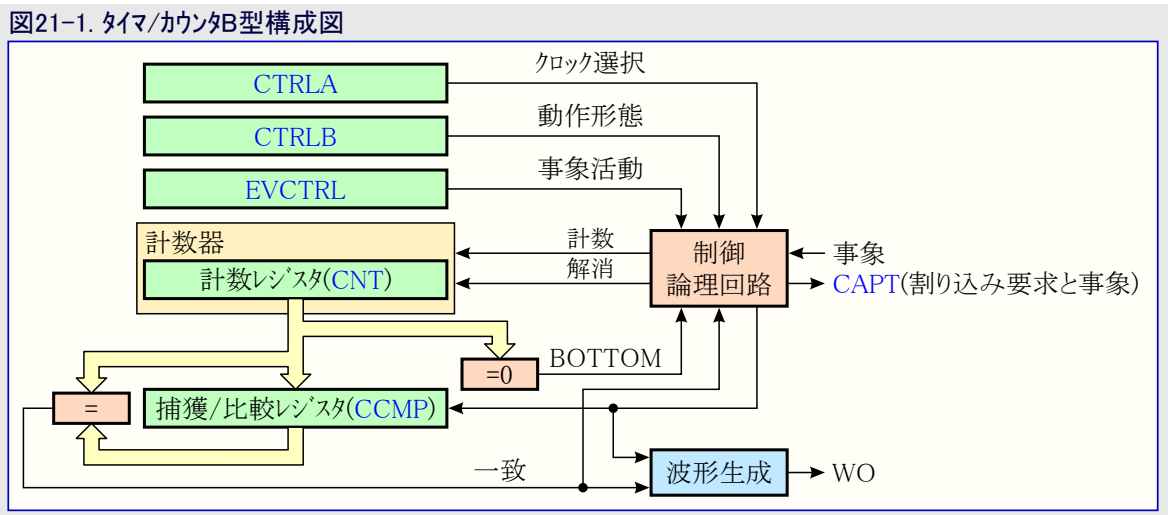 図21-1. タイマ/カウンタB型構成図
CTRLA
クロック選択
CTRLB
動作形態
EVCTRL
事象活動
計数器
計数レジスタ(CNT)
計数
解消
制御
論理回路
事象
CAPT(割り込み要求と事象)
=0
BOTTOM
=
捕獲/比較レジスタ(CCMP)
一致
波形生成
WO